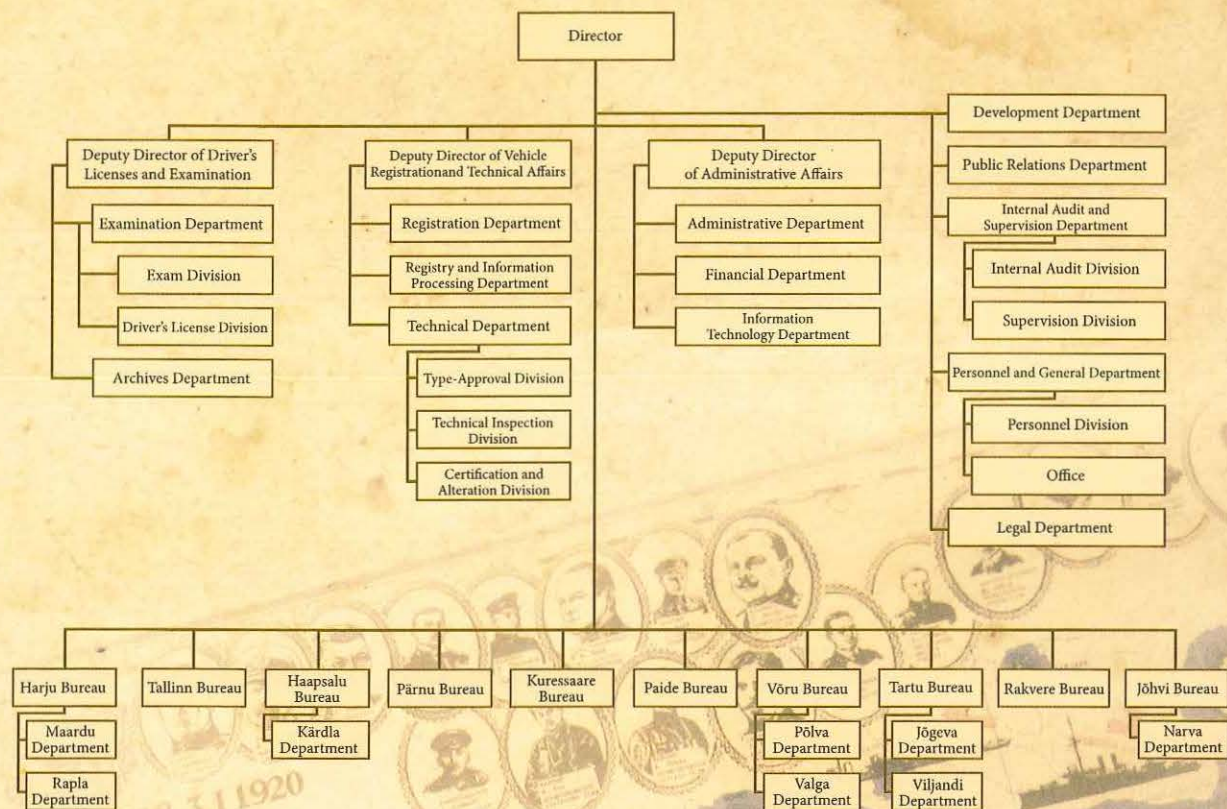 Director
Development Department
Deputy Director of Driver's
Licenses and Examination
Deputy Director of Vehicle
Registrationand Technical Affairs
Deputy Director
of Administrative Affairs
Public Relations Department
Examination Department
Registration Department
Administrative Department
Internal Audit and
Supervision Department
Exam Division
Registry and Information
Processing Department
Financial Department
Internal Audit Division
Driver's License Division
Technical Department
Information
Technology Department
Supervision Division
Archives Department
Type-Approval Division
Personnel and General Department
Technical Inspection
Division
Personnel Division
Certification and
Alteration Division
Office
Legal Department
Harju Bureau
Tallinn Bureau
Haapsalu
Bureau
Pärnu Bureau
Kuressaare
Bureau
Paide Bureau
Võru Bureau
Tartu Bureau
Rakvere Bureau
Jõhvi Bureau
Maardu
Department
Kärdla
Department
Põlva
Department
Jõgeva
Department
Narva
Department
Rapla
Department
Valga
Department
Viljandi
Department
1920